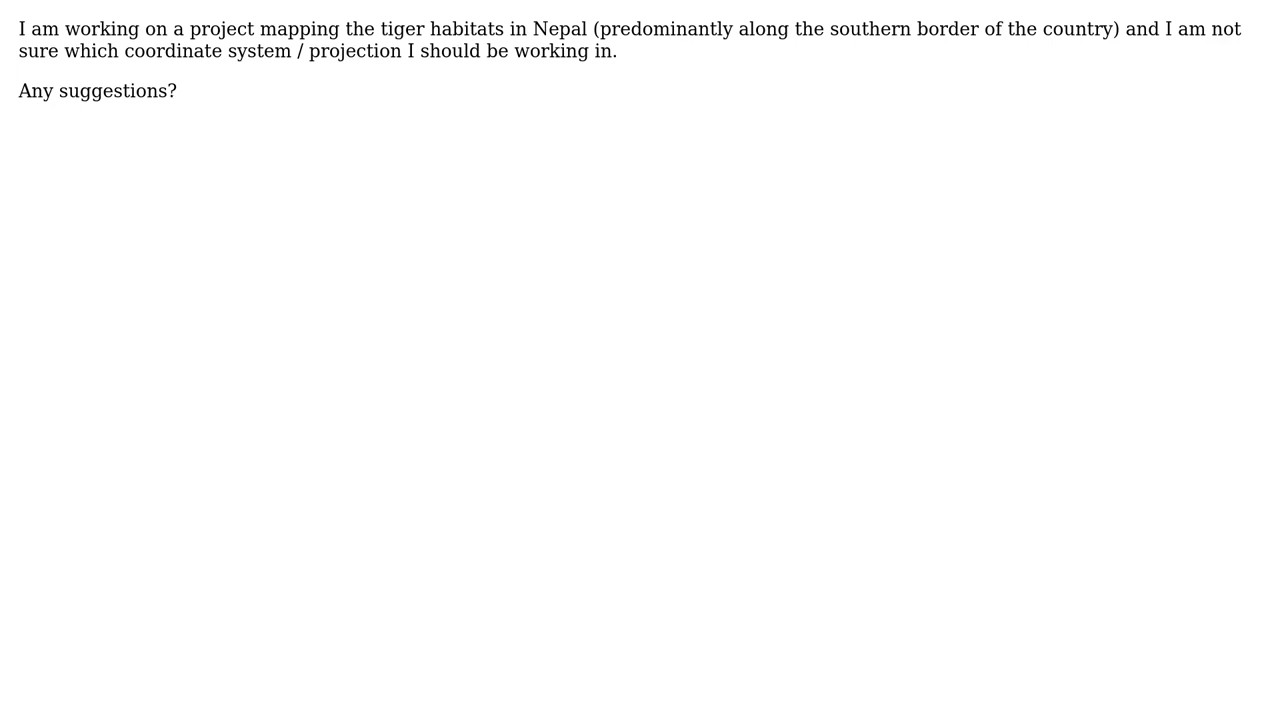 I am working on a project mapping the tiger habitats in Nepal (predominantly along the southern border of the country) and I am not
sure which coordinate system / projection I should be working in.
Any suggestions?